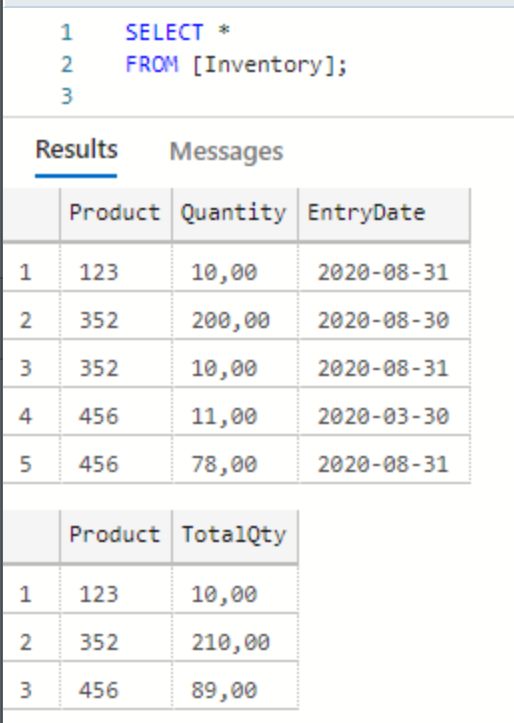 1 SELECT *
2 FROM [Inventory];
3
Results Messages
Product Quantity EntryDate
1 123 10,00 2020-08-31
2 352 200,00 2020-08-30
3 352 10,00 2020-08-31
4 456 11,00 2020-03-30
5 456 78,00 2020-08-31
Product TotalQty
1 123 10,00
2 352 210,00
3 456 89,00